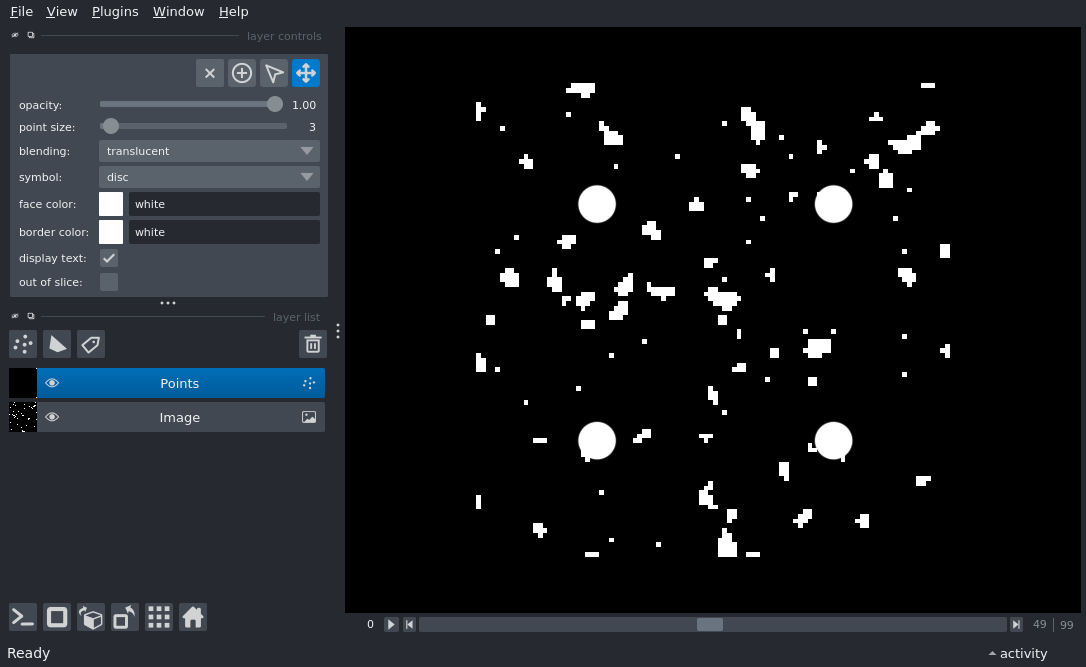 File View Plugins Window Help
layer controls
opacity: 1.00
point size: 3
blending: translucent
symbol: disc
face color: white
border color: white
display text:
out of slice:
layer list
Points
Image
0 49 | 99
Ready activity